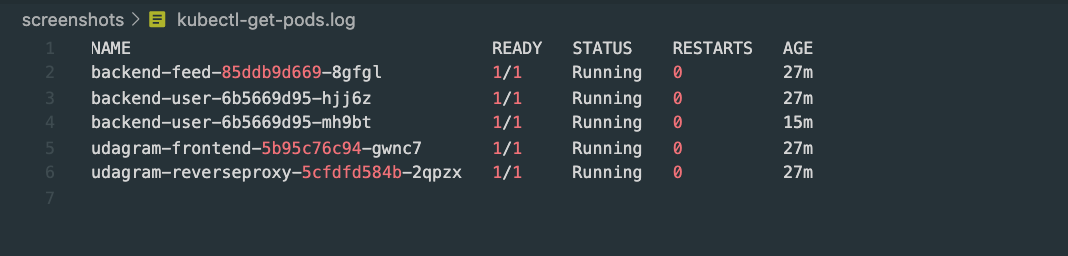 screenshots > kubectl-get-pods.log
1 NAME READY STATUS RESTARTS AGE
2 backend-feed-85ddb9d669-8gfgl 1/1 Running 0 27m
3 backend-user-6b5669d95-hjj6z 1/1 Running 0 27m
4 backend-user-6b5669d95-mh9bt 1/1 Running 0 15m
5 udagram-frontend-5b95c76c94-gwnc7 1/1 Running 0 27m
6 udagram-reverseproxy-5cfdfd584b-2qpzx 1/1 Running 0 27m
7